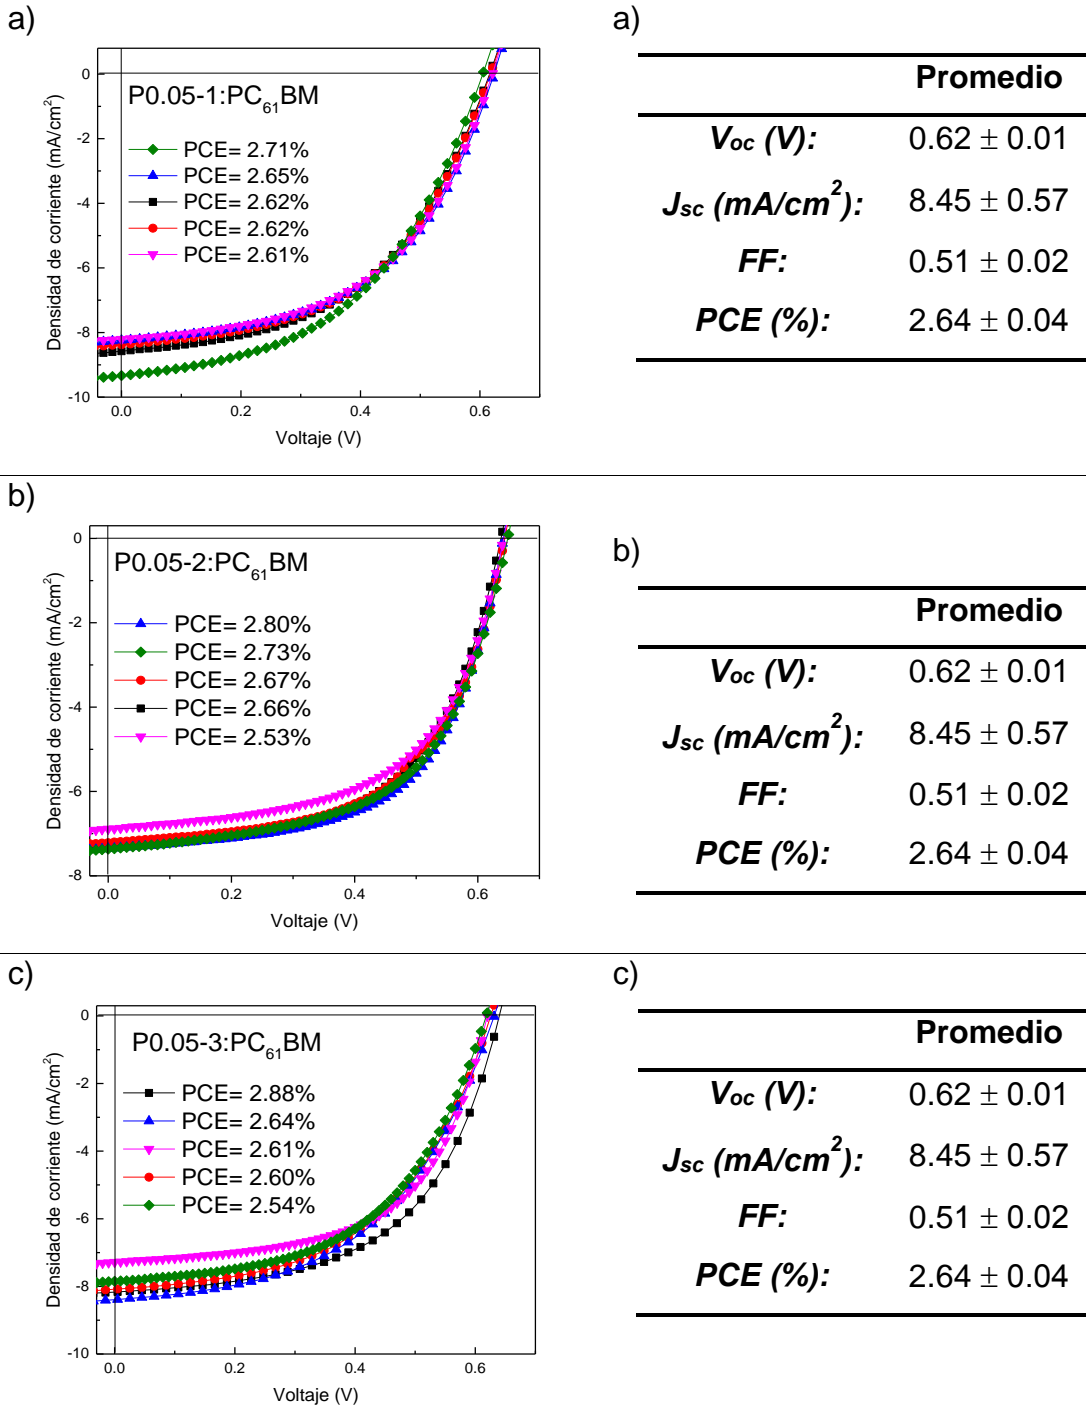 a)
P0.05-1:PC61BM
PCE= 2.71%
PCE= 2.65%
PCE= 2.62%
PCE= 2.62%
PCE= 2.61%
Densidad de corriente (mA/cm²)
0
-2
-4
-6
-8
-10
0.0 0.2 0.4 0.6
Voltaje (V)
a)
Promedio
Voc (V): 0.62 ± 0.01
Jsc (mA/cm²): 8.45 ± 0.57
FF: 0.51 ± 0.02
PCE (%): 2.64 ± 0.04
b)
P0.05-2:PC61BM
PCE= 2.80%
PCE= 2.73%
PCE= 2.67%
PCE= 2.66%
PCE= 2.53%
Densidad de corriente (mA/cm²)
0
-2
-4
-6
-8
0.0 0.2 0.4 0.6
Voltaje (V)
b)
Promedio
Voc (V): 0.62 ± 0.01
Jsc (mA/cm²): 8.45 ± 0.57
FF: 0.51 ± 0.02
PCE (%): 2.64 ± 0.04
c)
P0.05-3:PC61BM
PCE= 2.88%
PCE= 2.64%
PCE= 2.61%
PCE= 2.60%
PCE= 2.54%
Densidad de corriente (mA/cm²)
0
-2
-4
-6
-8
-10
0.0 0.2 0.4 0.6
Voltaje (V)
c)
Promedio
Voc (V): 0.62 ± 0.01
Jsc (mA/cm²): 8.45 ± 0.57
FF: 0.51 ± 0.02
PCE (%): 2.64 ± 0.04